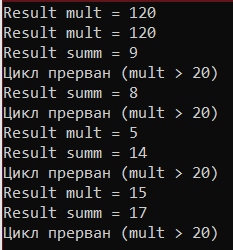 Result mult = 120
Result mult = 120
Result summ = 9
Цикл прерван (mult > 20)
Result summ = 8
Цикл прерван (mult > 20)
Result mult = 5
Result summ = 14
Цикл прерван (mult > 20)
Result mult = 15
Result summ = 17
Цикл прерван (mult > 20)